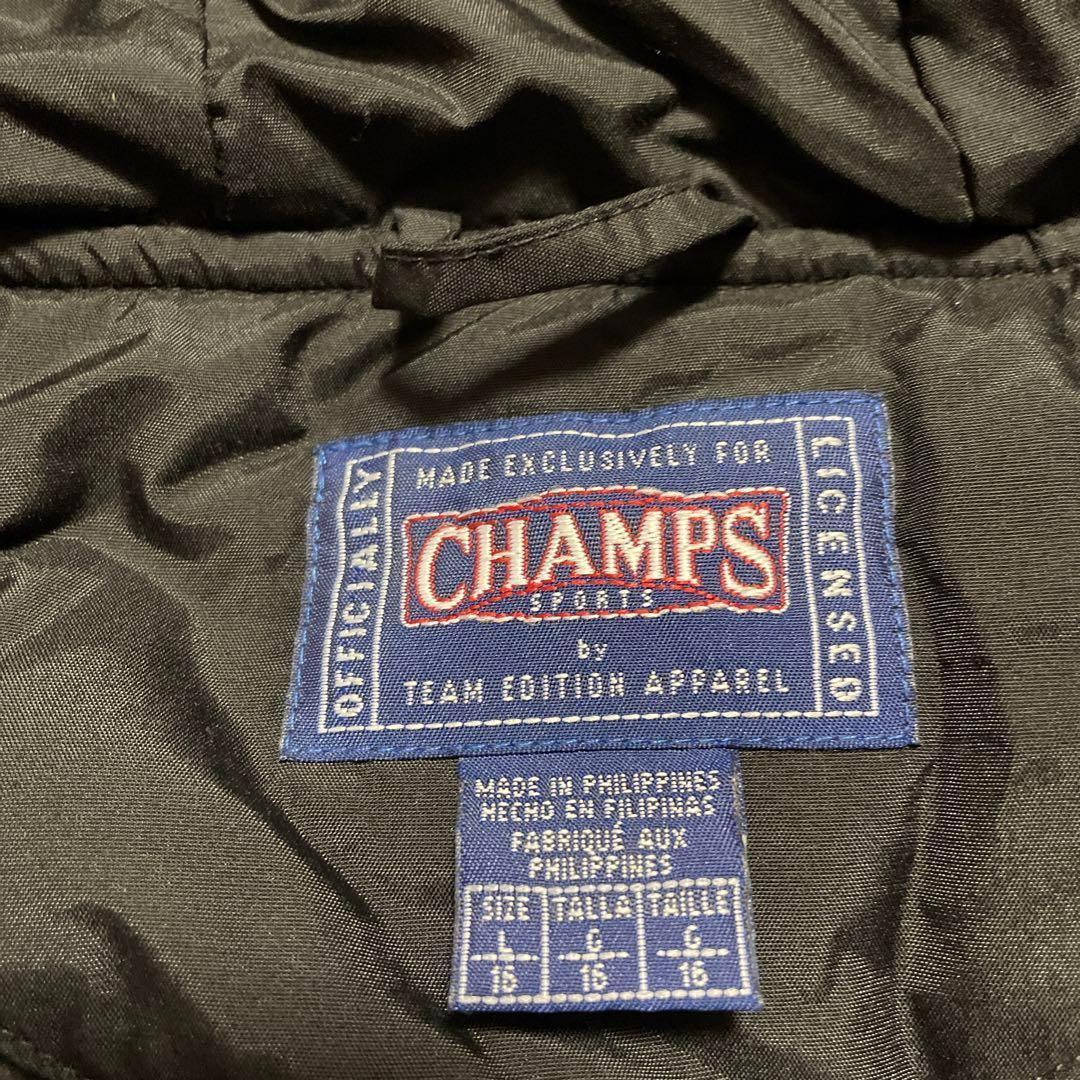 OFFICIALLY
MADE EXCLUSIVELY FOR
CHAMPS
SPORTS
by
TEAM EDITION APPAREL
LICENSED
MADE IN PHILIPPINES
HECHO EN FILIPINAS
FABRIQUÉ AUX
PHILIPPINES
SIZE TALLA TAILLE
L G G
16 16 16